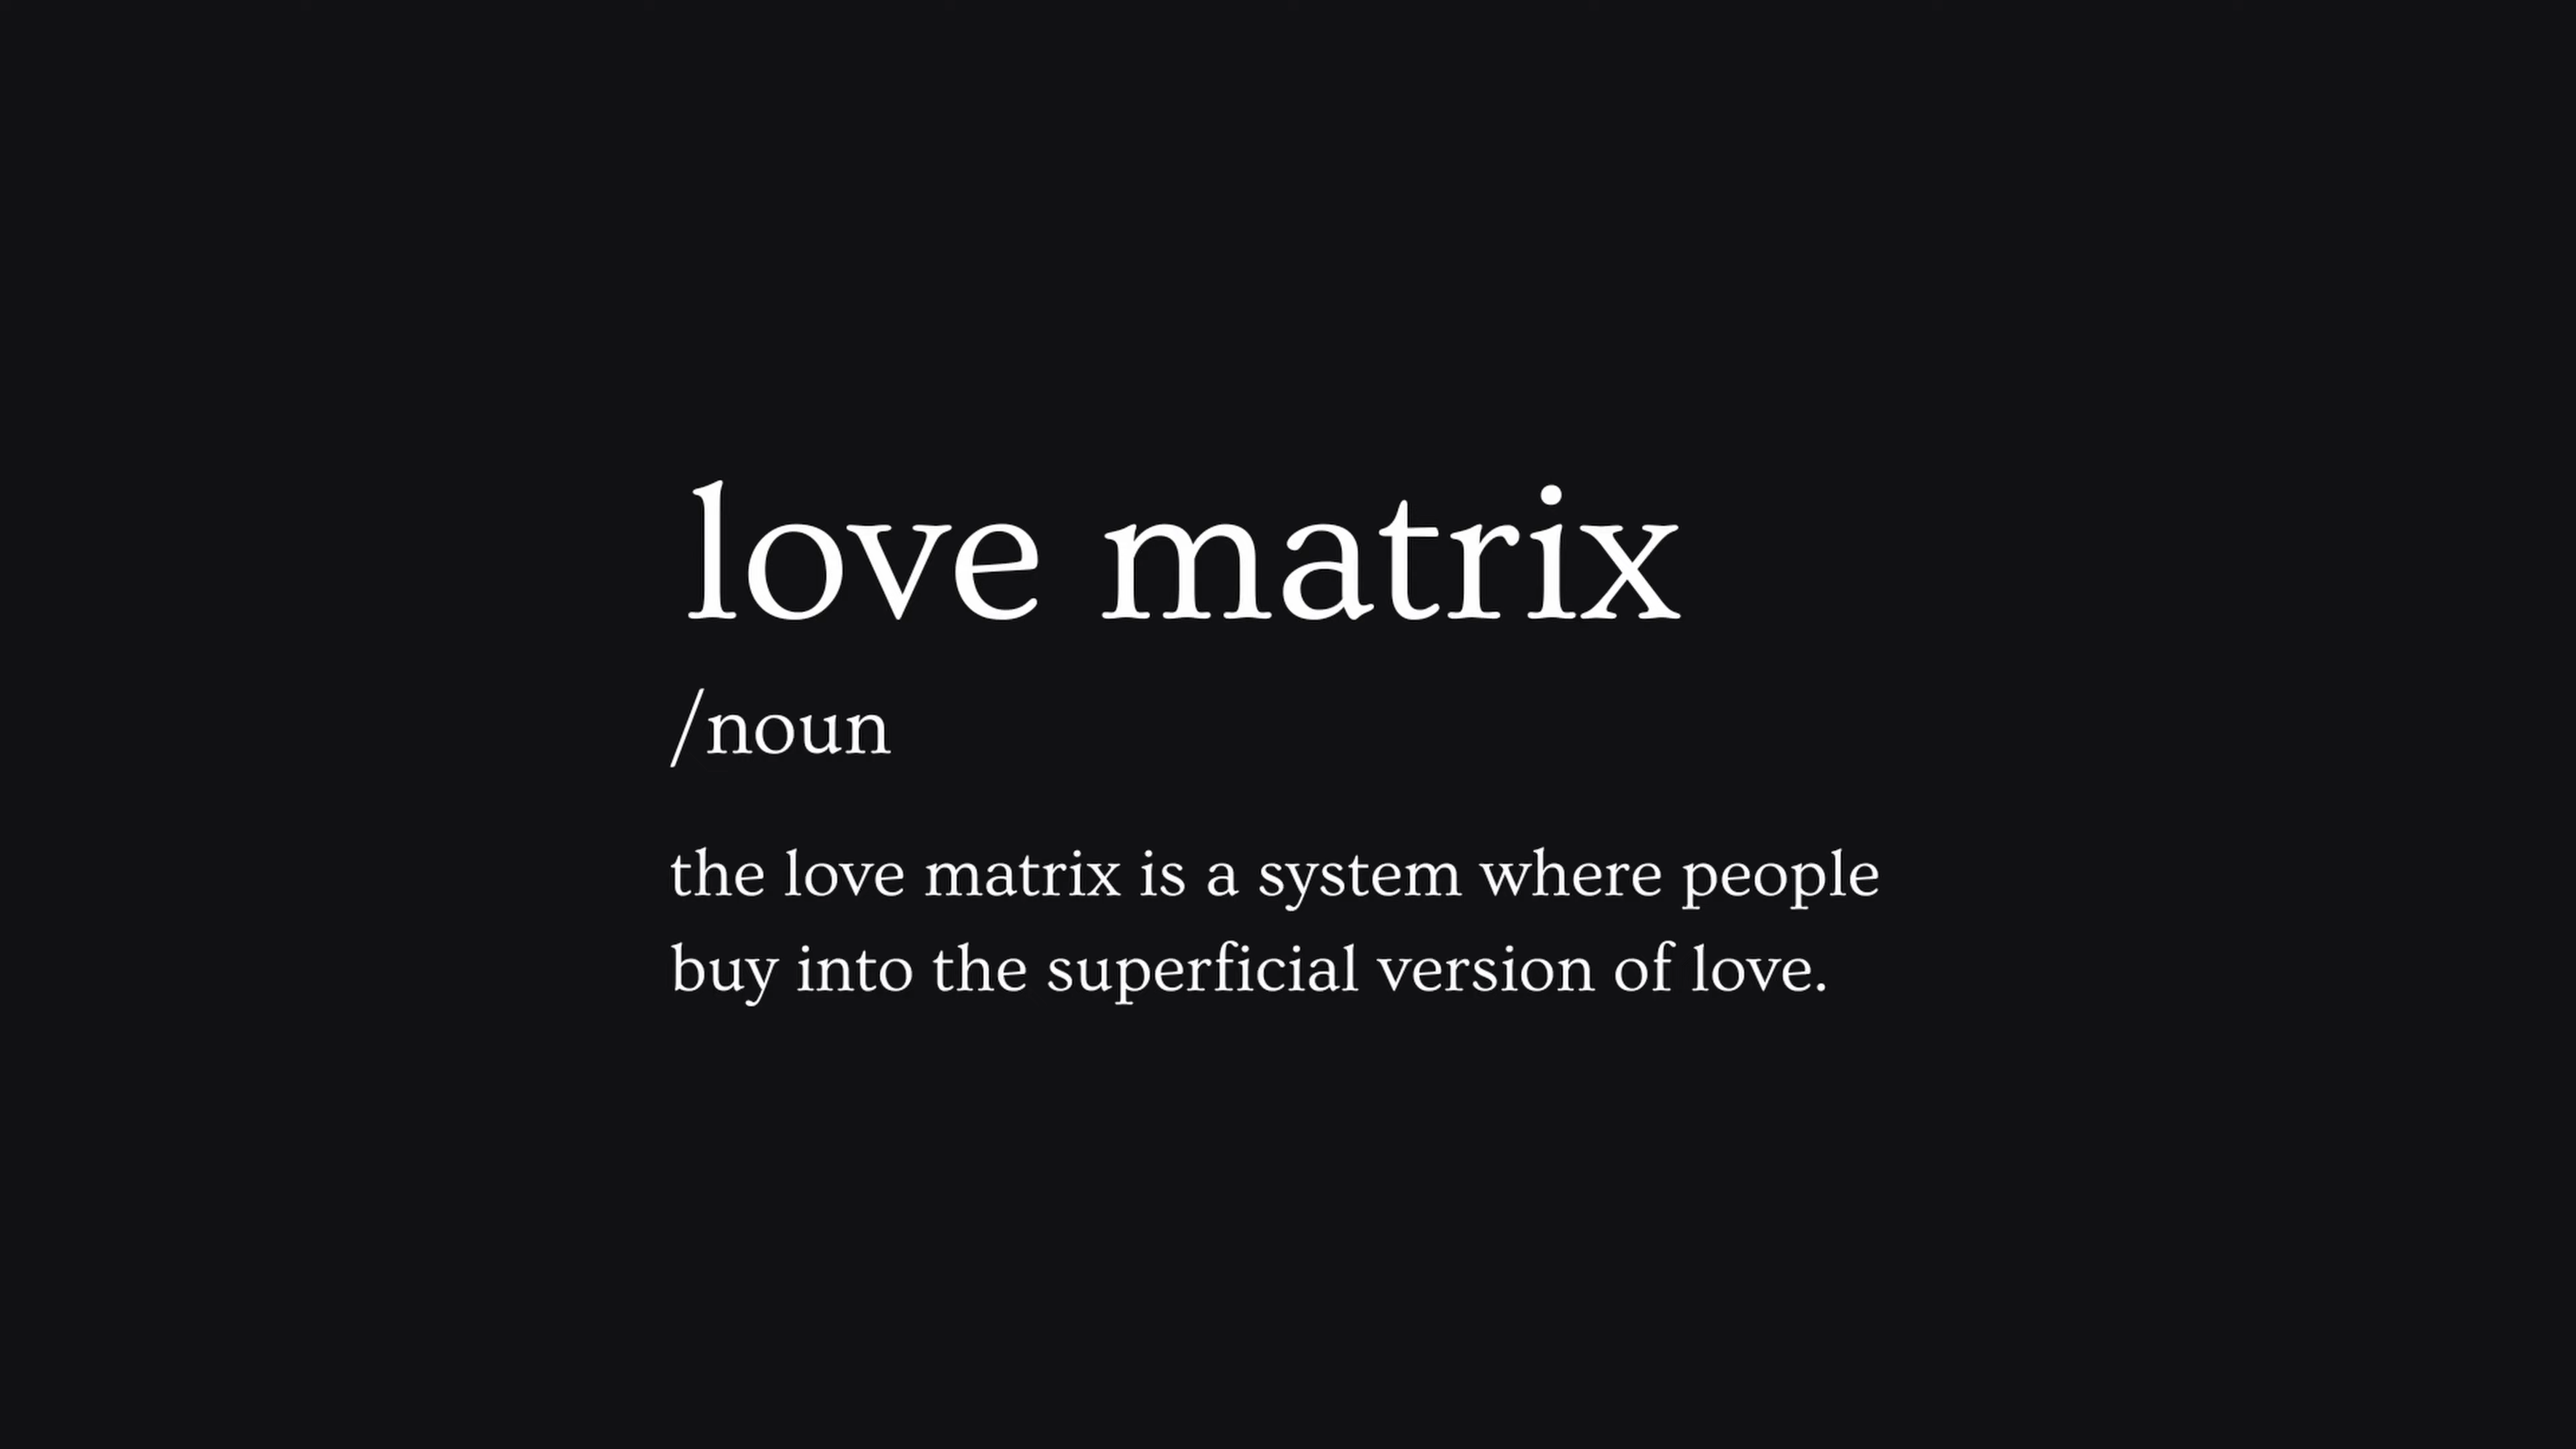 love matrix
/noun
the love matrix is a system where people
buy into the superficial version of love.